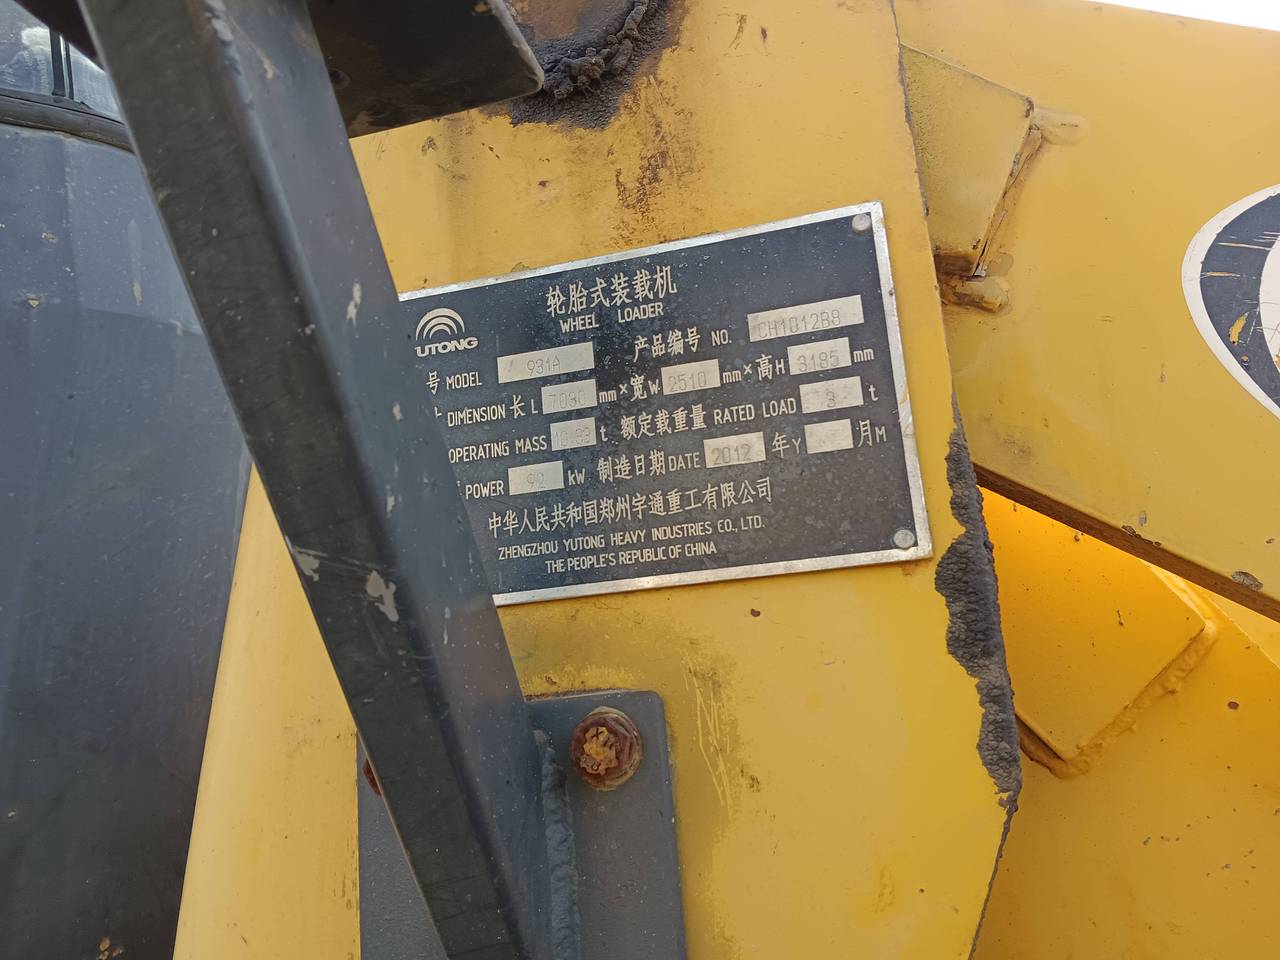 轮胎式装载机
WHEEL LOADER
YUTONG
号 MODEL 931A 产品编号 NO. CH1012B8
DIMENSION 长 L 7090 mm × 宽 W 2510 mm × 高 H 3185 mm
OPERATING MASS t 额定载重量 RATED LOAD 3 t
POWER 92 kW 制造日期 DATE 2012 年 Y 月 M
中华人民共和国郑州宇通重工有限公司
ZHENGZHOU YUTONG HEAVY INDUSTRIES CO., LTD.
THE PEOPLE'S REPUBLIC OF CHINA